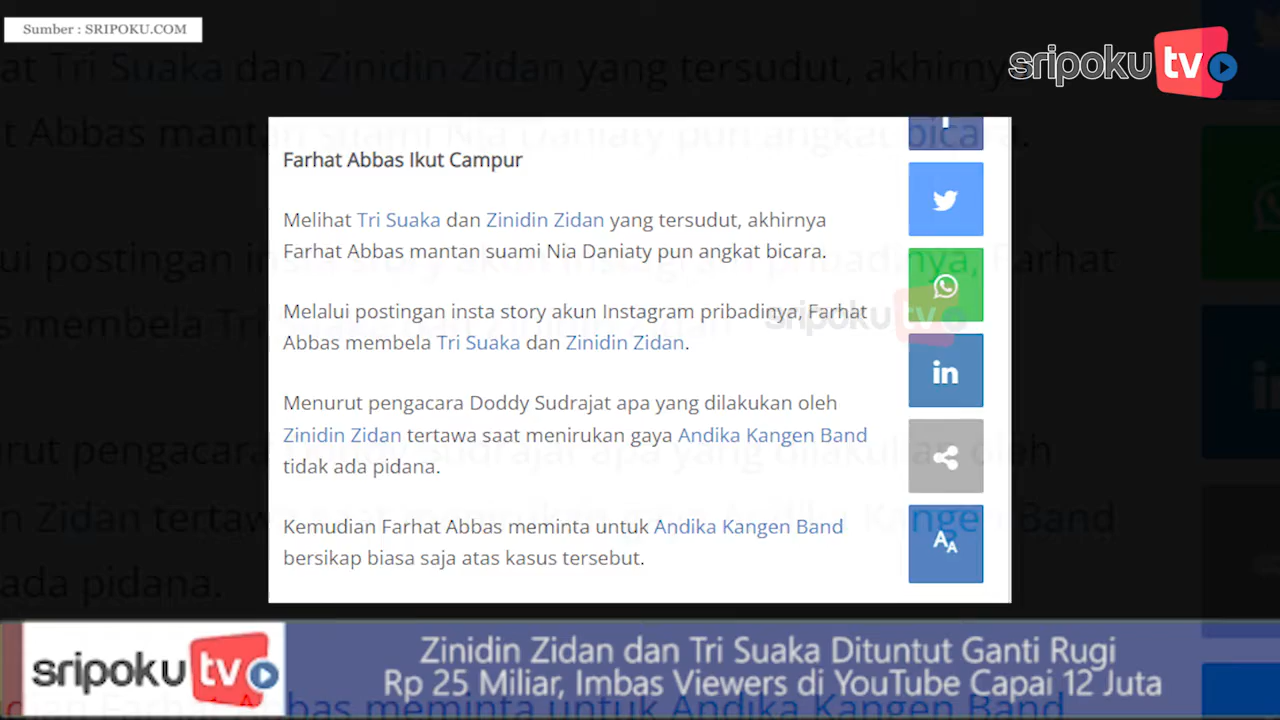 Sumber : SRIPOKU.COM
sripoku tv
Farhat Abbas Ikut Campur
Melihat Tri Suaka dan Zinidin Zidan yang tersudut, akhirnya
Farhat Abbas mantan suami Nia Daniaty pun angkat bicara.
Melalui postingan insta story akun Instagram pribadinya, Farhat
Abbas membela Tri Suaka dan Zinidin Zidan.
sripoku tv
Menurut pengacara Doddy Sudrajat apa yang dilakukan oleh
Zinidin Zidan tertawa saat menirukan gaya Andika Kangen Band
tidak ada pidana.
Kemudian Farhat Abbas meminta untuk Andika Kangen Band
bersikap biasa saja atas kasus tersebut.
sripoku tv
Zinidin Zidan dan Tri Suaka Dituntut Ganti Rugi
Rp 25 Miliar, Imbas Viewers di YouTube Capai 12 Juta